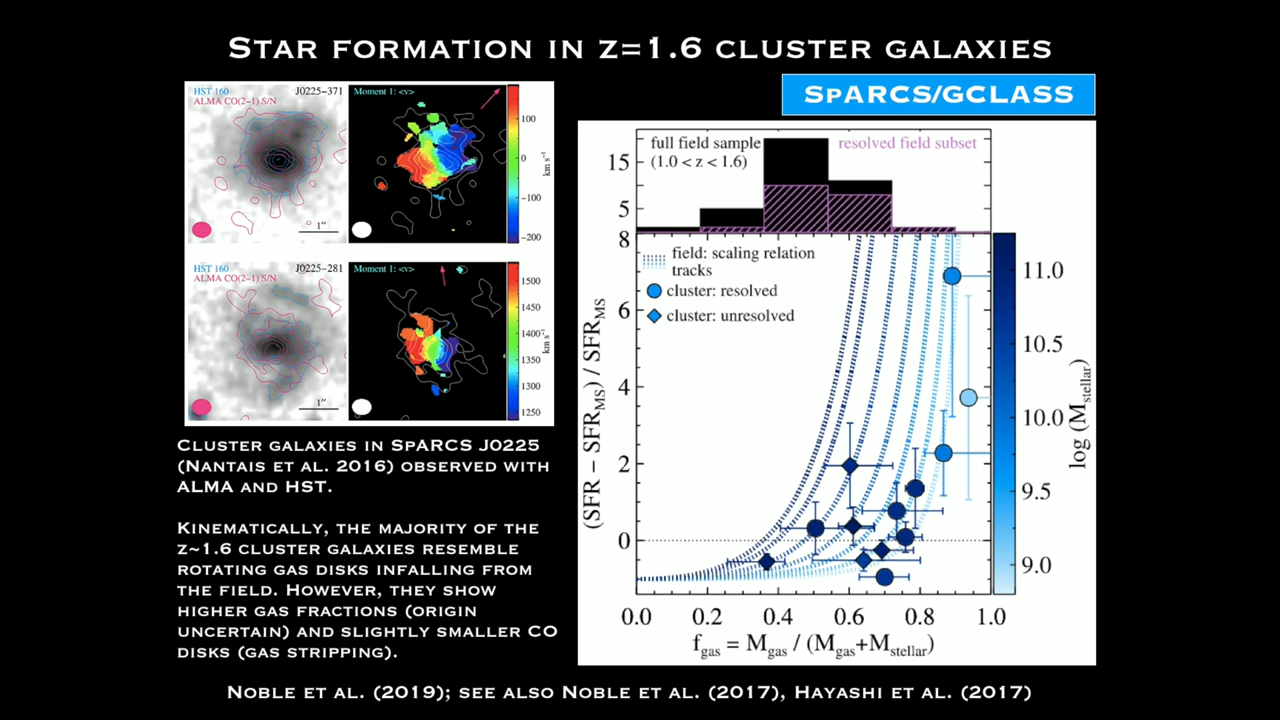 STAR FORMATION IN Z=1.6 CLUSTER GALAXIES
SPARCS/GCLASS
HST 160
ALMA CO(2-1) S/N
J0225-371
1"
Moment 1: <v>
100
0
-100
-200
km s⁻¹
HST 160
ALMA CO(2-1) S/N
J0225-281
1"
Moment 1: <v>
1500
1450
1400
1350
1300
1250
km s⁻¹
CLUSTER GALAXIES IN SPARCS J0225
(NANTAIS ET AL. 2016) OBSERVED WITH
ALMA AND HST.
KINEMATICALLY, THE MAJORITY OF THE
Z~1.6 CLUSTER GALAXIES RESEMBLE
ROTATING GAS DISKS INFALLING FROM
THE FIELD. HOWEVER, THEY SHOW
HIGHER GAS FRACTIONS (ORIGIN
UNCERTAIN) AND SLIGHTLY SMALLER CO
DISKS (GAS STRIPPING).
full field sample
(1.0 < z < 1.6)
resolved field subset
15
5
field: scaling relation
tracks
cluster: resolved
cluster: unresolved
8
6
4
2
0
(SFR - SFR_MS) / SFR_MS
0.0 0.2 0.4 0.6 0.8 1.0
f_gas = M_gas / (M_gas+M_stellar)
11.0
10.5
10.0
9.5
9.0
log (M_stellar)
NOBLE ET AL. (2019); SEE ALSO NOBLE ET AL. (2017), HAYASHI ET AL. (2017)